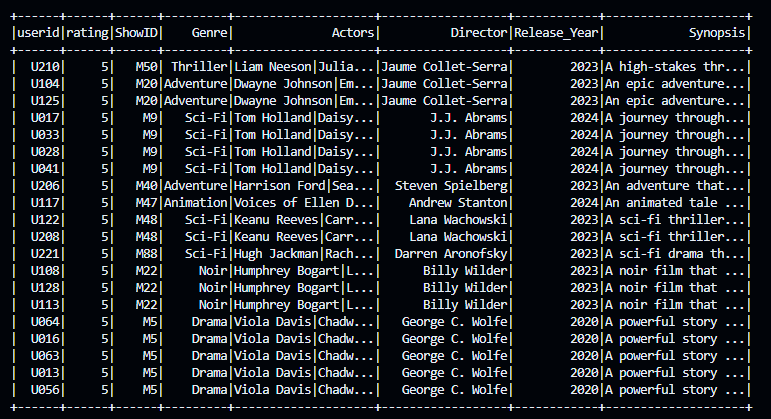 +------+------+------+---------+--------------------+------------------+------------+--------------------+
|userid|rating|ShowID|    Genre|              Actors|          Director|Release_Year|            Synopsis|
+------+------+------+---------+--------------------+------------------+------------+--------------------+
|  U210|     5|   M50| Thriller|Liam Neeson|Julia...|Jaume Collet-Serra|        2023|A high-stakes thr...|
|  U104|     5|   M20|Adventure|Dwayne Johnson|Em...|Jaume Collet-Serra|        2023|An epic adventure...|
|  U125|     5|   M20|Adventure|Dwayne Johnson|Em...|Jaume Collet-Serra|        2023|An epic adventure...|
|  U017|     5|    M9|   Sci-Fi|Tom Holland|Daisy...|       J.J. Abrams|        2024|A journey through...|
|  U033|     5|    M9|   Sci-Fi|Tom Holland|Daisy...|       J.J. Abrams|        2024|A journey through...|
|  U028|     5|    M9|   Sci-Fi|Tom Holland|Daisy...|       J.J. Abrams|        2024|A journey through...|
|  U041|     5|    M9|   Sci-Fi|Tom Holland|Daisy...|       J.J. Abrams|        2024|A journey through...|
|  U206|     5|   M40|Adventure|Harrison Ford|Sea...|  Steven Spielberg|        2023|An adventure that...|
|  U117|     5|   M47|Animation|Voices of Ellen D...|    Andrew Stanton|        2024|An animated tale ...|
|  U122|     5|   M48|   Sci-Fi|Keanu Reeves|Carr...|    Lana Wachowski|        2023|A sci-fi thriller...|
|  U208|     5|   M48|   Sci-Fi|Keanu Reeves|Carr...|    Lana Wachowski|        2023|A sci-fi thriller...|
|  U221|     5|   M88|   Sci-Fi|Hugh Jackman|Rach...|  Darren Aronofsky|        2023|A sci-fi drama th...|
|  U108|     5|   M22|     Noir|Humphrey Bogart|L...|      Billy Wilder|        2023|A noir film that ...|
|  U128|     5|   M22|     Noir|Humphrey Bogart|L...|      Billy Wilder|        2023|A noir film that ...|
|  U113|     5|   M22|     Noir|Humphrey Bogart|L...|      Billy Wilder|        2023|A noir film that ...|
|  U064|     5|    M5|    Drama|Viola Davis|Chadw...|   George C. Wolfe|        2020|A powerful story ...|
|  U016|     5|    M5|    Drama|Viola Davis|Chadw...|   George C. Wolfe|        2020|A powerful story ...|
|  U063|     5|    M5|    Drama|Viola Davis|Chadw...|   George C. Wolfe|        2020|A powerful story ...|
|  U013|     5|    M5|    Drama|Viola Davis|Chadw...|   George C. Wolfe|        2020|A powerful story ...|
|  U056|     5|    M5|    Drama|Viola Davis|Chadw...|   George C. Wolfe|        2020|A powerful story ...|
+------+------+------+---------+--------------------+------------------+------------+--------------------+